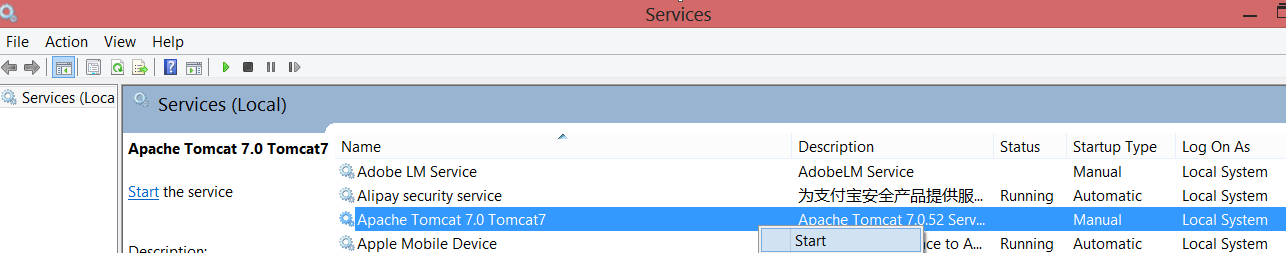 Services
File Action View Help
Services (Loca
Services (Local)
Apache Tomcat 7.0 Tomcat7
Start the service
Description:
Name Description Status Startup Type Log On As
Adobe LM Service AdobeLM Service Manual Local System
Alipay security service 为支付宝安全产品提供服... Running Automatic Local System
Apache Tomcat 7.0 Tomcat7 Apache Tomcat 7.0.52 Serv... Manual Local System
Apple Mobile Device ce to A... Running Automatic Local System
Start